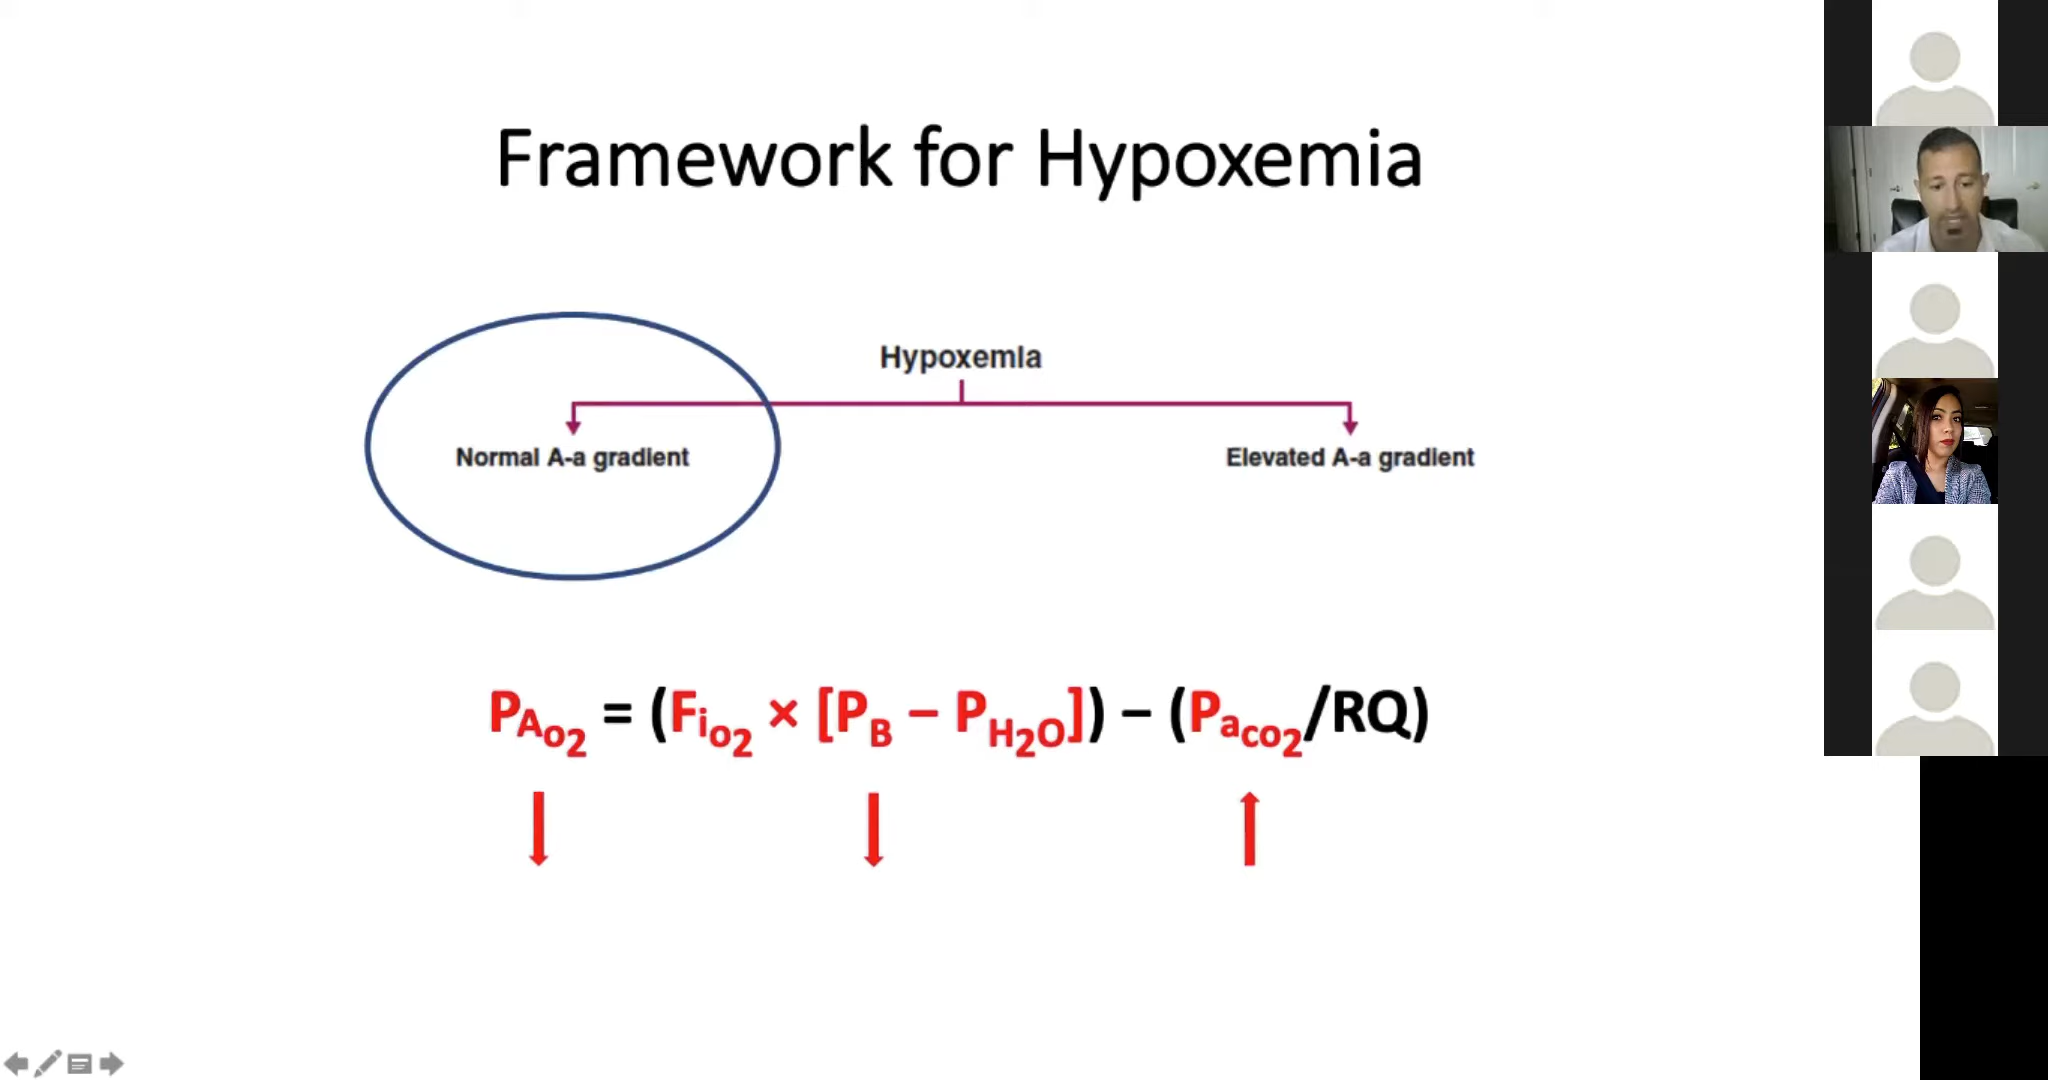 Framework for Hypoxemia
Hypoxemia
Normal A-a gradient
Elevated A-a gradient
PAo2 = (Fio2 × [PB – PH2O]) – (Paco2/RQ)